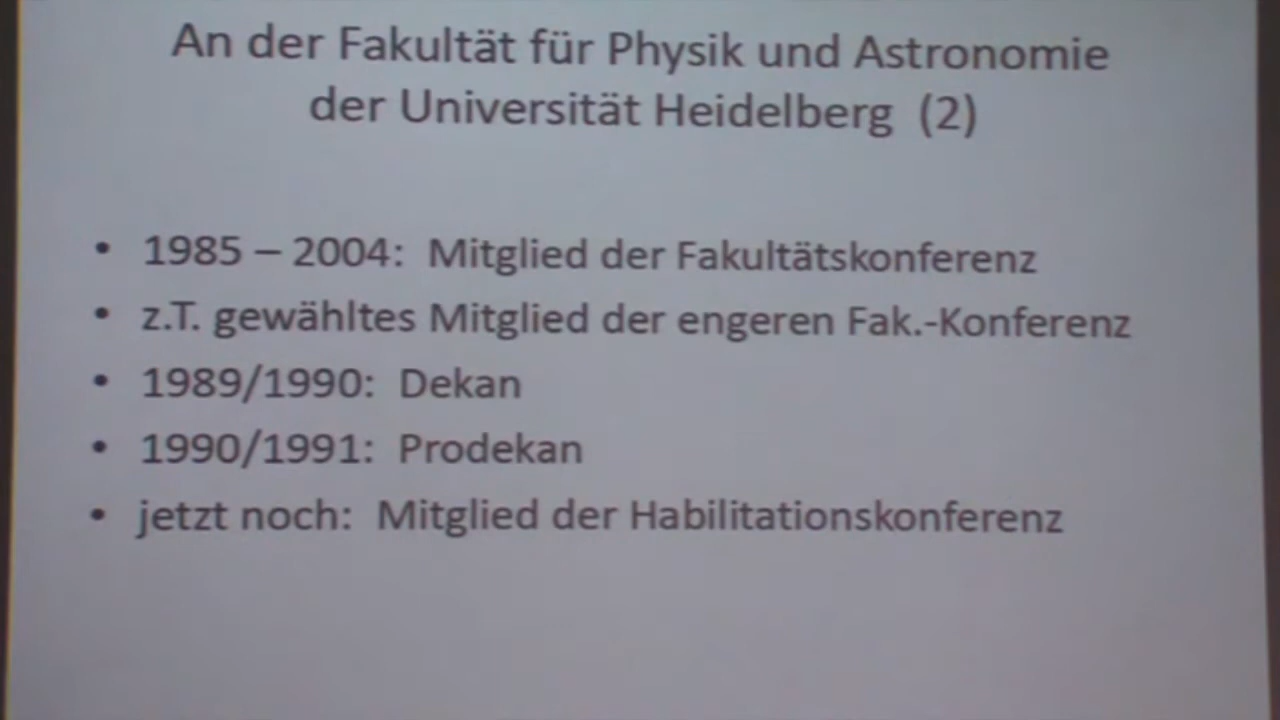 An der Fakultät für Physik und Astronomie
der Universität Heidelberg (2)
• 1985 – 2004: Mitglied der Fakultätskonferenz
• z.T. gewähltes Mitglied der engeren Fak.-Konferenz
• 1989/1990: Dekan
• 1990/1991: Prodekan
• jetzt noch: Mitglied der Habilitationskonferenz